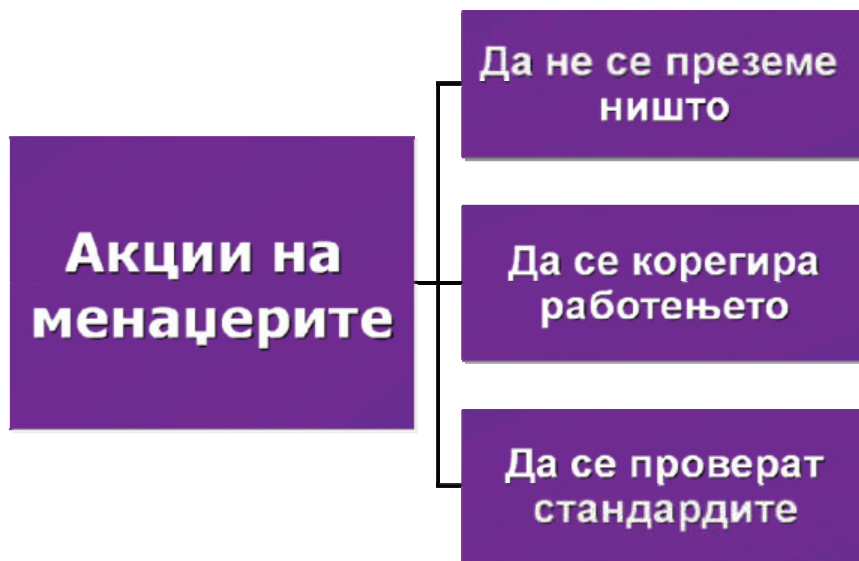 Акции на
менаџерите
Да не се преземе
ништо
Да се корегира
работењето
Да се проверат
стандардите